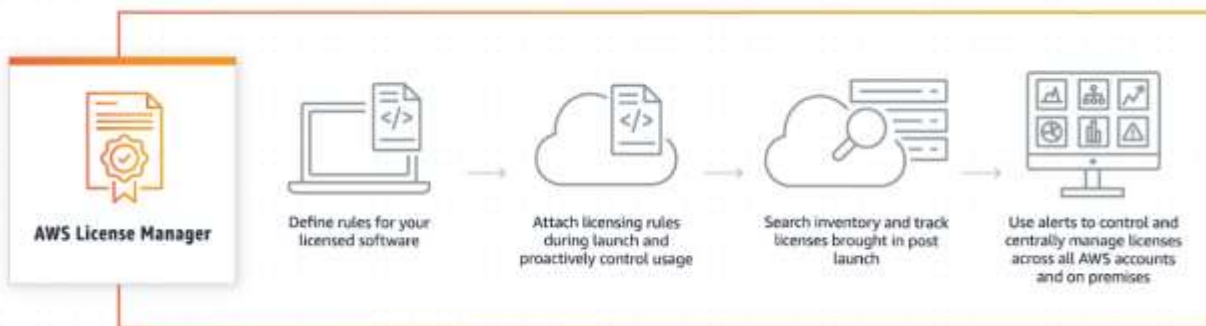 AWS License Manager
</>
Define rules for your
licensed software
</>
Attach licensing rules
during launch and
proactively control usage
Search inventory and track
licenses brought in post
launch
Use alerts to control and
centrally manage licenses
across all AWS accounts
and on premises